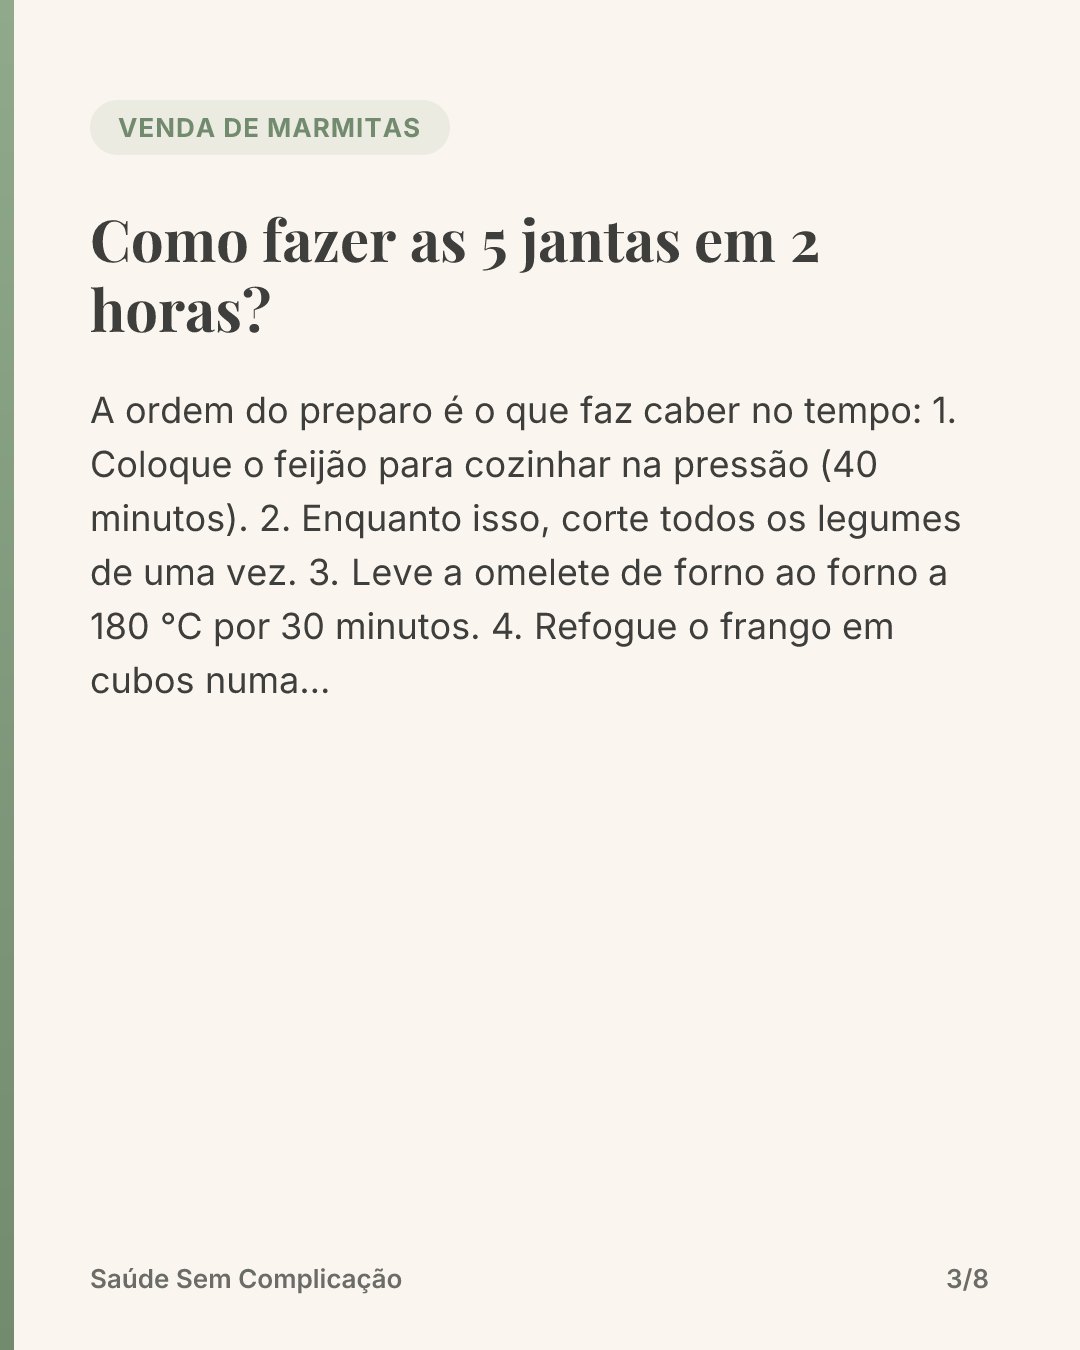 VENDA DE MARMITAS
Como fazer as 5 jantas em 2
horas?
A ordem do preparo é o que faz caber no tempo: 1.
Coloque o feijão para cozinhar na pressão (40
minutos). 2. Enquanto isso, corte todos os legumes
de uma vez. 3. Leve a omelete de forno ao forno a
180 °C por 30 minutos. 4. Refogue o frango em
cubos numa...
Saúde Sem Complicação
3/8